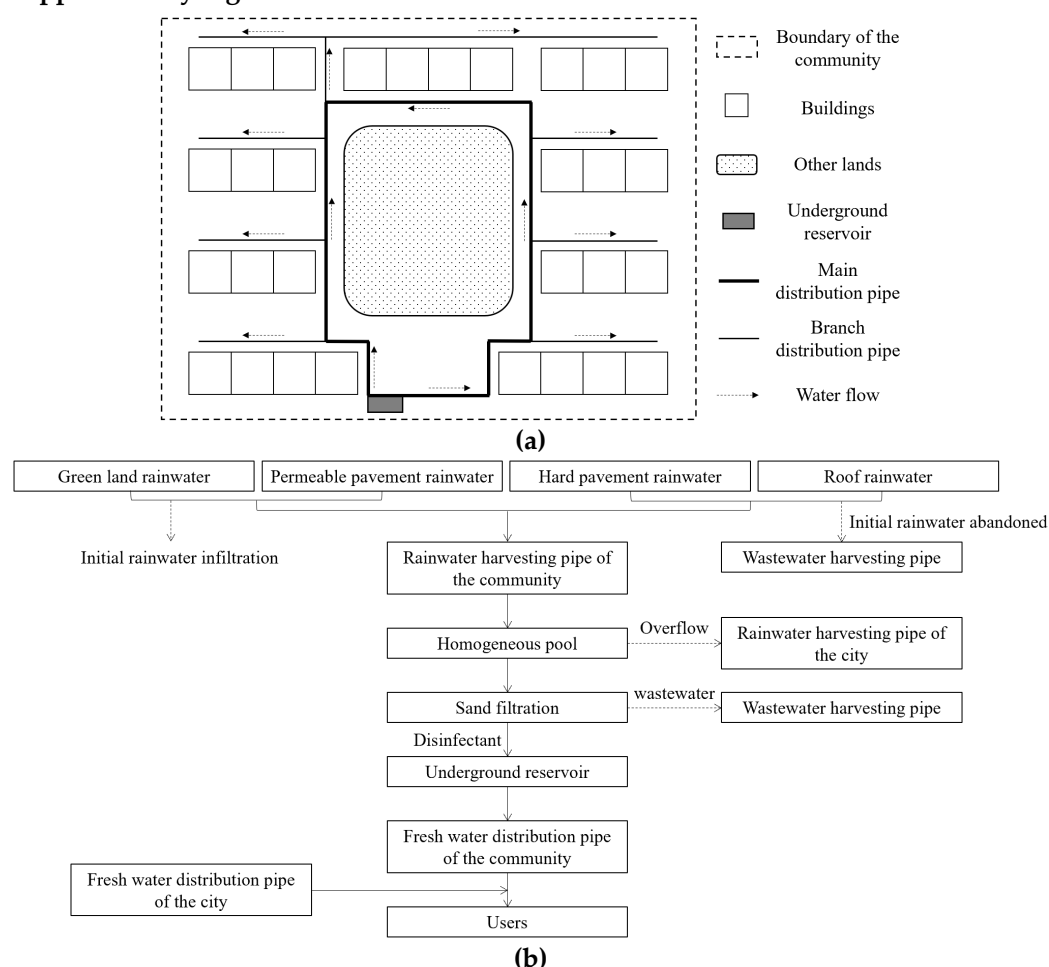 Boundary of the
community
Buildings
Other lands
Underground
reservoir
Main
distribution pipe
Branch
distribution pipe
Water flow
(a)
Green land rainwater
Permeable pavement rainwater
Hard pavement rainwater
Roof rainwater
Initial rainwater abandoned
Initial rainwater infiltration
Rainwater harvesting pipe of
the community
Wastewater harvesting pipe
Homogeneous pool
Overflow
Rainwater harvesting pipe of
the city
Sand filtration
wastewater
Wastewater harvesting pipe
Disinfectant
Underground reservoir
Fresh water distribution pipe
of the community
Fresh water distribution pipe
of the city
Users
(b)